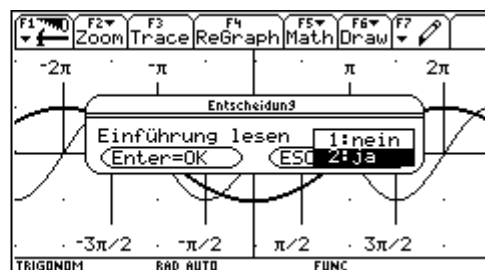 F1 F2 Zoom F3 Trace F4 ReGraph F5 Math F6 Draw F7
-2π -π π 2π
Entscheidung
Einführung lesen
1:nein
2:ja
Enter=OK ESC
-3π/2 -π/2 π/2 3π/2
TRIGONOM RAD AUTO FUNC